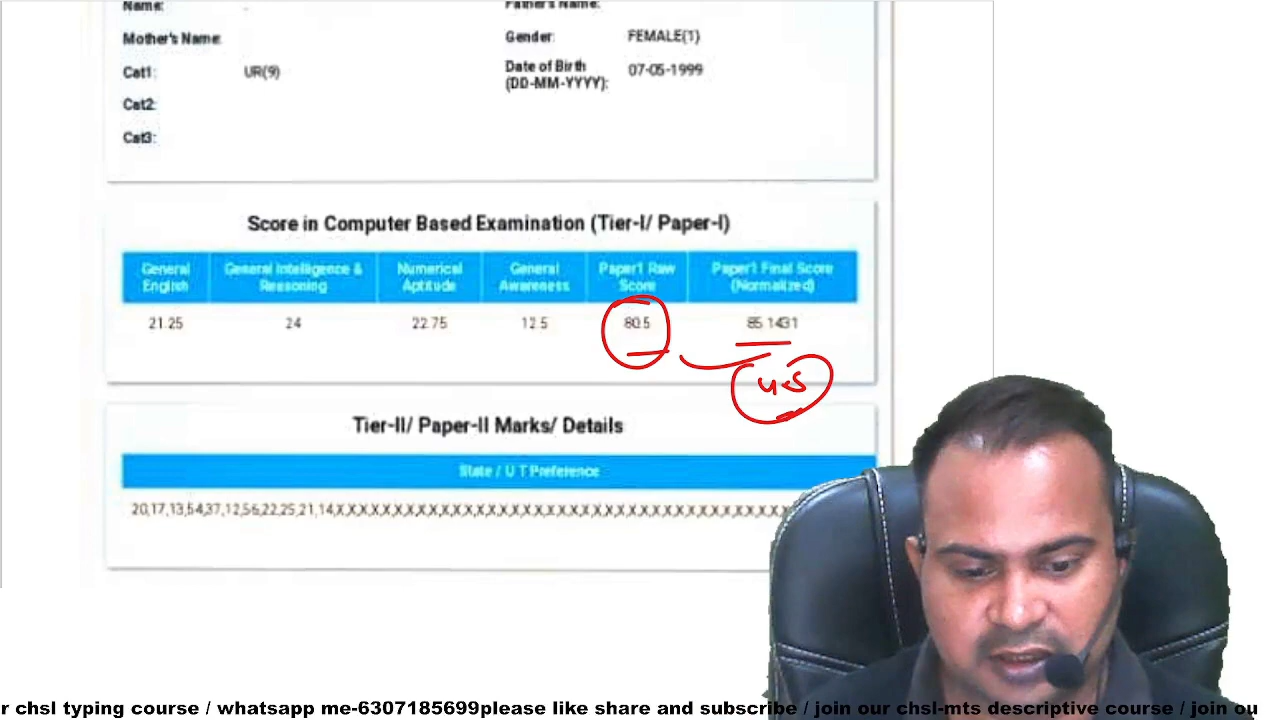 Name:
Father's Name:
Mother's Name
Gender: FEMALE(1)
Cat1: UR(9)
Date of Birth
(DD-MM-YYYY): 07-05-1999
Cat2:
Cat3:
Score in Computer Based Examination (Tier-I/ Paper-I)
General English
General Intelligence & Reasoning
Numerical Aptitude
General Awareness
Paper1 Raw Score
Paper1 Final Score (Normalized)
21.25 24 22.75 12.5 80.5 85.1431
Tier-II/ Paper-II Marks/ Details
State / U T Preference
20,17,13,54,37,12,56,22,25,21,14,X,X,X,X,X,X,X,X,X,X,X,X,X,X,X,X,X,X,X,X,X,X,X,X,X,X,X,X,X,X,X,X,X,X,X,X,X
r chsl typing course / whatsapp me-6307185699please like share and subscribe / join our chsl-mts descriptive course / join ou